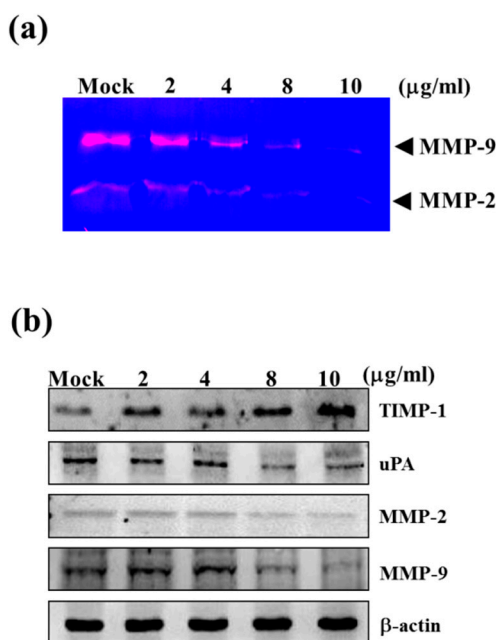 (a)
Mock 2 4 8 10 (μg/ml)
MMP-9
MMP-2
(b)
Mock 2 4 8 10 (μg/ml)
TIMP-1
uPA
MMP-2
MMP-9
β-actin